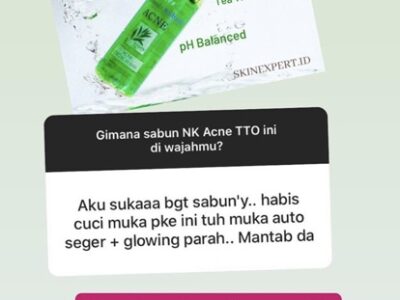 ACNE
Tea
pH Balanced
SKINEXPERT.ID
Gimana sabun NK Acne TTO ini
di wajahmu?
Aku sukaaa bgt sabun'y.. habis
cuci muka pke ini tuh muka auto
seger + glowing parah.. Mantab da